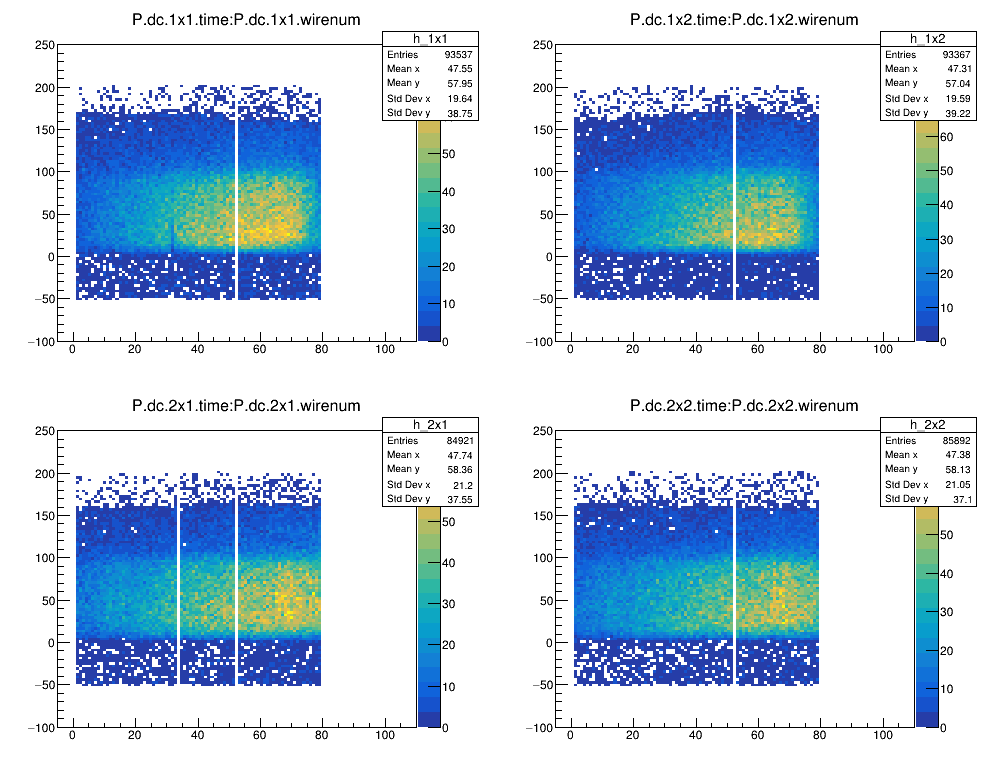 P.dc.1x1.time:P.dc.1x1.wirenum
h_1x1
Entries 93537
Mean x 47.55
Mean y 57.95
Std Dev x 19.64
Std Dev y 38.75
250
200
150
100
50
0
−50
−100
0 20 40 60 80 100
50
40
30
20
10
0
P.dc.1x2.time:P.dc.1x2.wirenum
h_1x2
Entries 93367
Mean x 47.31
Mean y 57.04
Std Dev x 19.59
Std Dev y 39.22
250
200
150
100
50
0
−50
−100
0 20 40 60 80 100
60
50
40
30
20
10
0
P.dc.2x1.time:P.dc.2x1.wirenum
h_2x1
Entries 84921
Mean x 47.74
Mean y 58.36
Std Dev x 21.2
Std Dev y 37.55
250
200
150
100
50
0
−50
−100
0 20 40 60 80 100
50
40
30
20
10
0
P.dc.2x2.time:P.dc.2x2.wirenum
h_2x2
Entries 85892
Mean x 47.38
Mean y 58.13
Std Dev x 21.05
Std Dev y 37.1
250
200
150
100
50
0
−50
−100
0 20 40 60 80 100
50
40
30
20
10
0